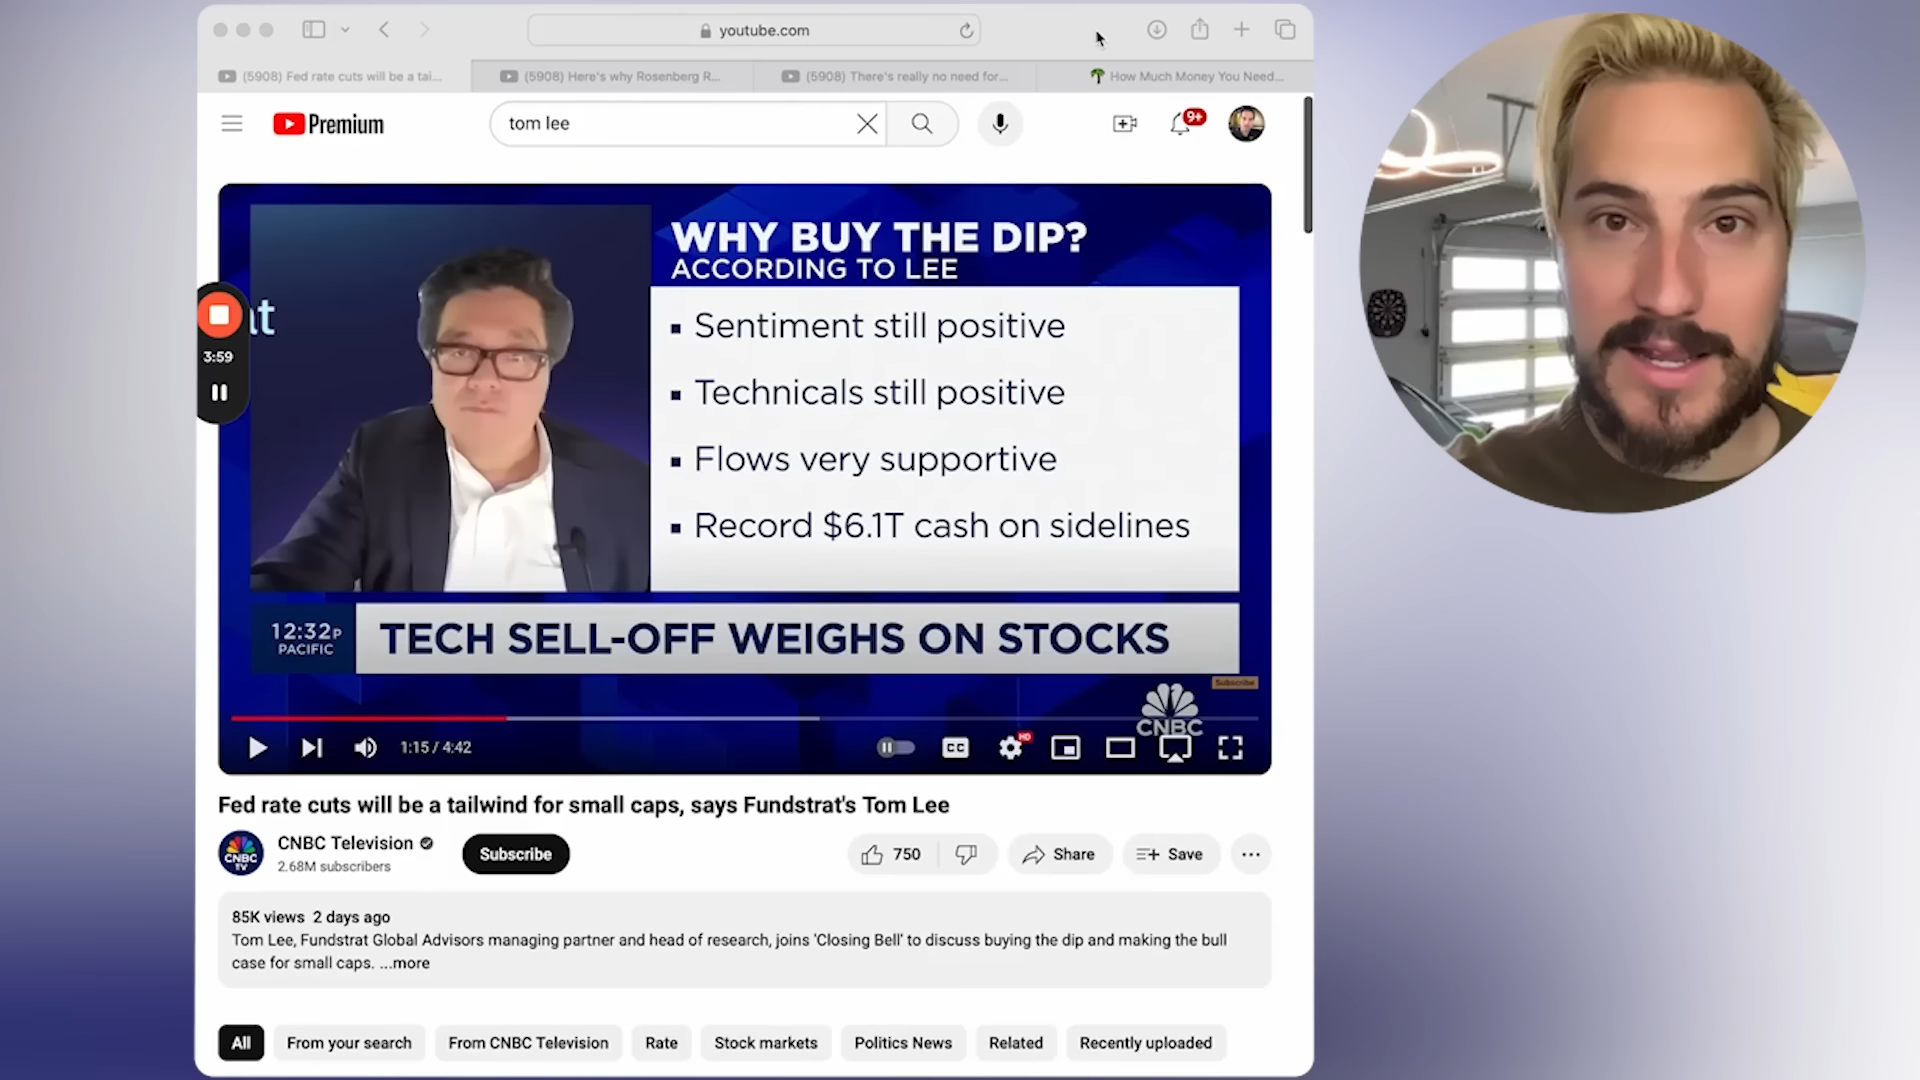 youtube.com
(5908) Fed rate cuts will be a tai...
(5908) Here's why Rosenberg R...
(5908) There's really no need for...
How Much Money You Need...
Premium
tom lee
9+
WHY BUY THE DIP?
ACCORDING TO LEE
Sentiment still positive
Technicals still positive
Flows very supportive
Record $6.1T cash on sidelines
at
3:59
12:32P
PACIFIC
TECH SELL-OFF WEIGHS ON STOCKS
Subscribe
CNBC
1:15 / 4:42
CC
HD
Fed rate cuts will be a tailwind for small caps, says Fundstrat's Tom Lee
CNBC
TV
CNBC Television
2.68M subscribers
Subscribe
750
Share
Save
85K views 2 days ago
Tom Lee, Fundstrat Global Advisors managing partner and head of research, joins 'Closing Bell' to discuss buying the dip and making the bull
case for small caps. ...more
All
From your search
From CNBC Television
Rate
Stock markets
Politics News
Related
Recently uploaded